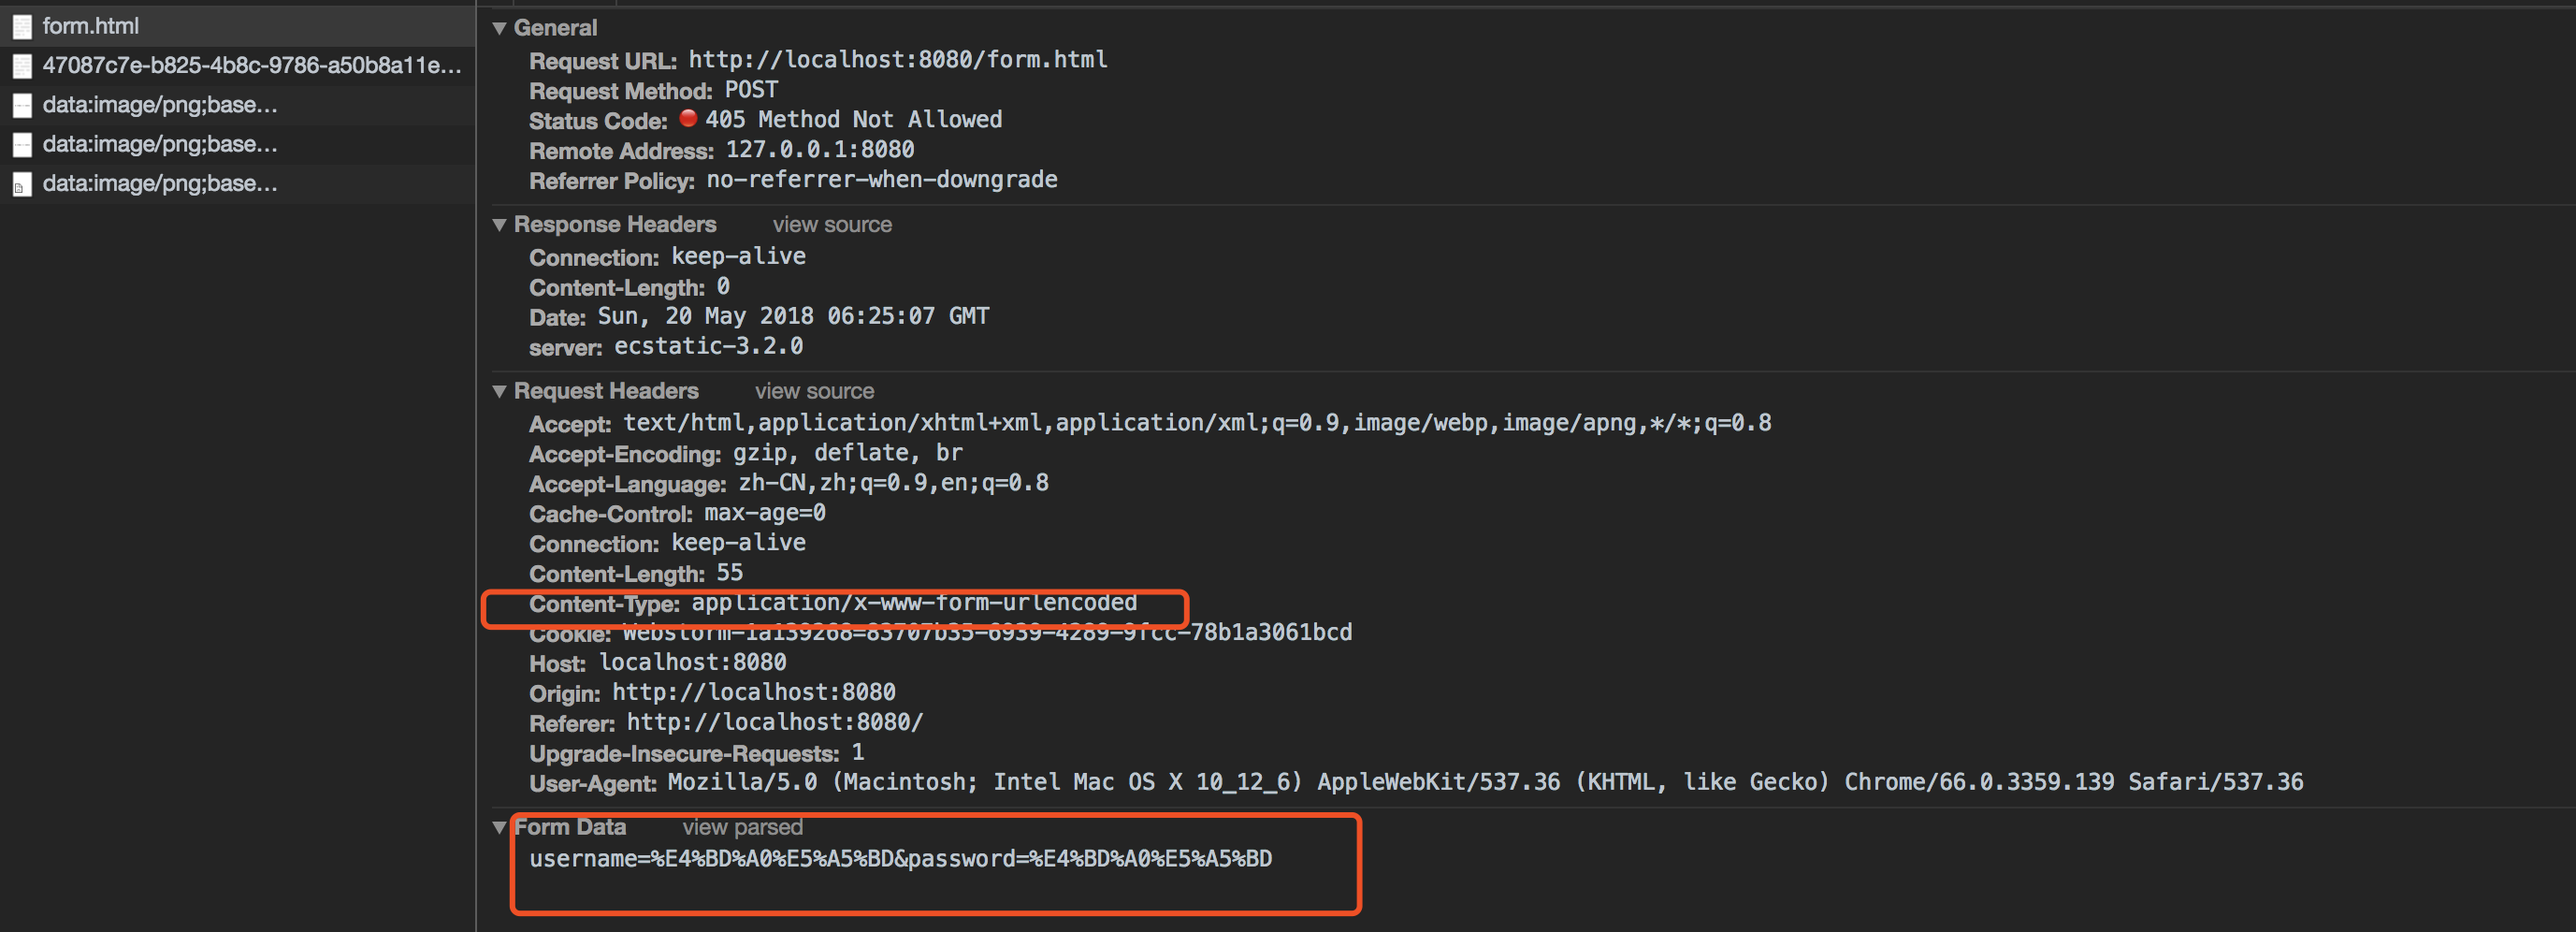 form.html
47087c7e-b825-4b8c-9786-a50b8a11e...
data:image/png;base...
data:image/png;base...
data:image/png;base...
General
Request URL: http://localhost:8080/form.html
Request Method: POST
Status Code: 405 Method Not Allowed
Remote Address: 127.0.0.1:8080
Referrer Policy: no-referrer-when-downgrade
Response Headers view source
Connection: keep-alive
Content-Length: 0
Date: Sun, 20 May 2018 06:25:07 GMT
server: ecstatic-3.2.0
Request Headers view source
Accept: text/html,application/xhtml+xml,application/xml;q=0.9,image/webp,image/apng,*/*;q=0.8
Accept-Encoding: gzip, deflate, br
Accept-Language: zh-CN,zh;q=0.9,en;q=0.8
Cache-Control: max-age=0
Connection: keep-alive
Content-Length: 55
Content-Type: application/x-www-form-urlencoded
Cookie: Webstorm-1a139268=83707b35-6939-4289-9fcc-78b1a3061bcd
Host: localhost:8080
Origin: http://localhost:8080
Referer: http://localhost:8080/
Upgrade-Insecure-Requests: 1
User-Agent: Mozilla/5.0 (Macintosh; Intel Mac OS X 10_12_6) AppleWebKit/537.36 (KHTML, like Gecko) Chrome/66.0.3359.139 Safari/537.36
Form Data view parsed
username=%E4%BD%A0%E5%A5%BD&password=%E4%BD%A0%E5%A5%BD